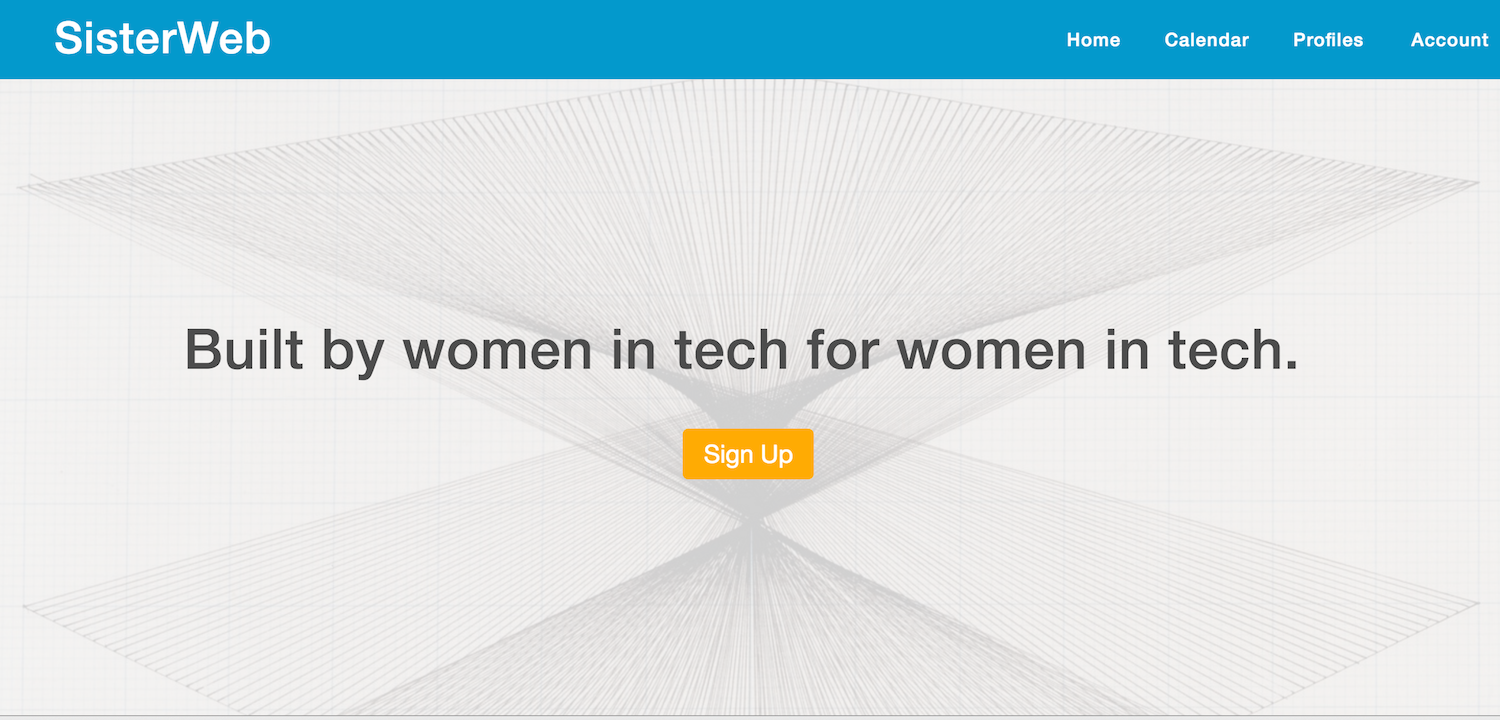 SisterWeb
Home Calendar Profiles Account
Built by women in tech for women in tech.
Sign Up